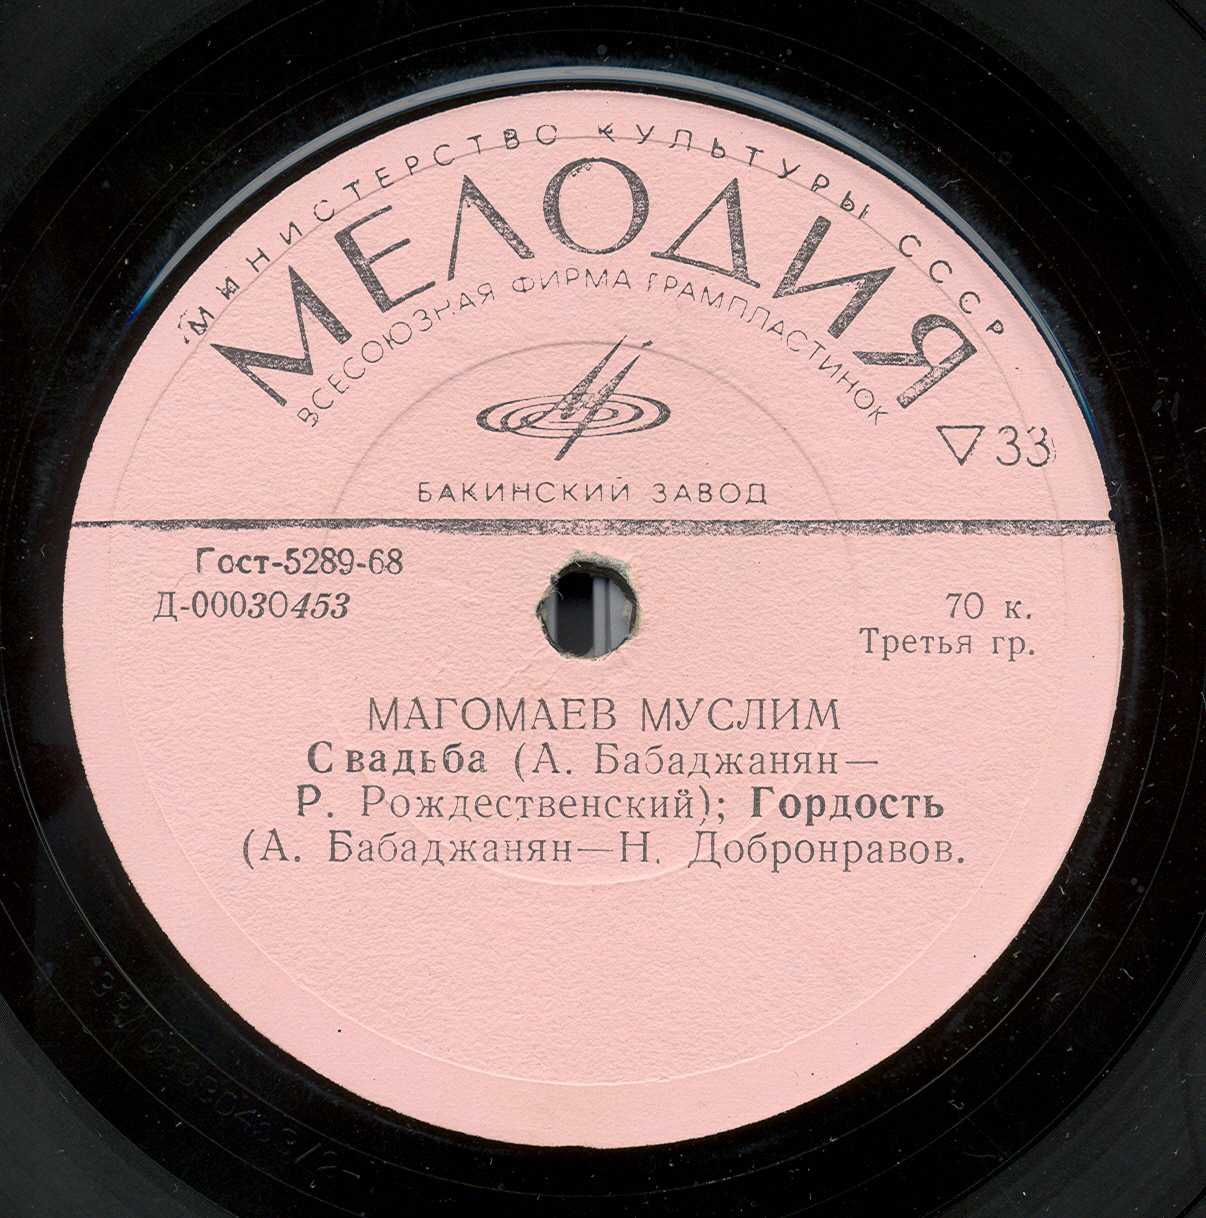 МИНИСТЕРСТВО КУЛЬТУРЫ СССР
МЕЛОДИЯ
ВСЕСОЮЗНАЯ ФИРМА ГРАМПЛАСТИНОК
33
БАКИНСКИЙ ЗАВОД
Гост-5289-68
Д-00030453
70 к.
Третья гр.
МАГОМАЕВ МУСЛИМ
Свадьба (А. Бабаджанян—
Р. Рождественский); Гордость
(А. Бабаджанян—Н. Добронравов.